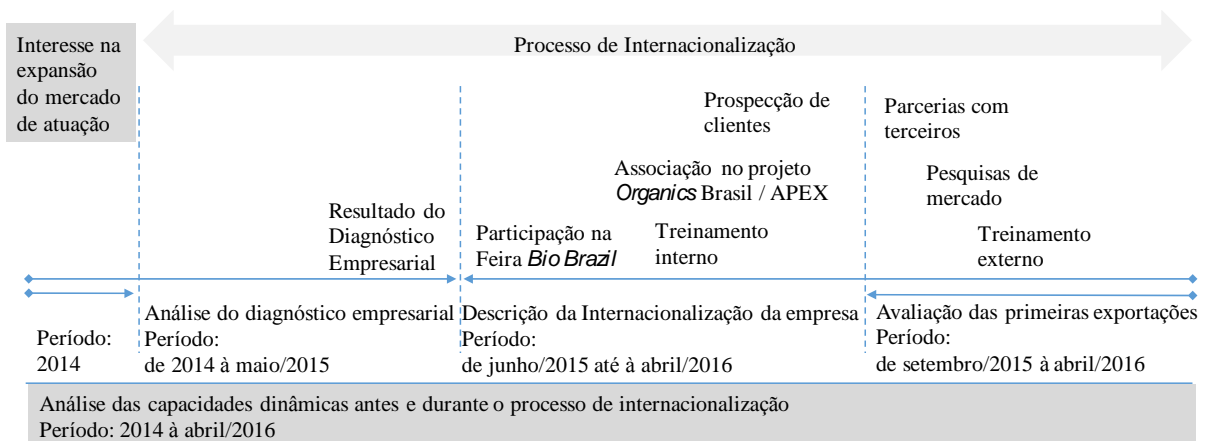 Processo de Internacionalização
Interesse na
expansão
do mercado
de atuação
Prospecção de
clientes
Parcerias com
terceiros
Associação no projeto
Organics Brasil / APEX
Pesquisas de
mercado
Resultado do
Diagnóstico
Empresarial
Participação na
Feira Bio Brazil
Treinamento
interno
Treinamento
externo
Período:
2014
Análise do diagnóstico empresarial
Período:
de 2014 à maio/2015
Descrição da Internacionalização da empresa
Período:
de junho/2015 até à abril/2016
Avaliação das primeiras exportações
Período:
de setembro/2015 à abril/2016
Análise das capacidades dinâmicas antes e durante o processo de internacionalização
Período: 2014 à abril/2016